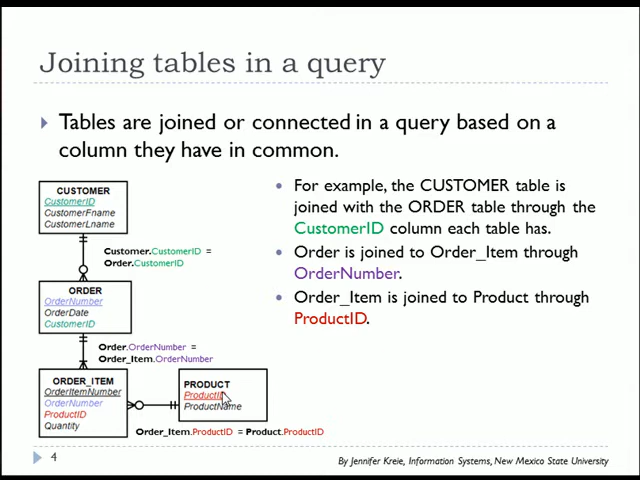 Joining tables in a query
Tables are joined or connected in a query based on a
column they have in common.
CUSTOMER
CustomerID
CustomerFname
CustomerLname
Customer.CustomerID =
Order.CustomerID
ORDER
OrderNumber
OrderDate
CustomerID
Order.OrderNumber =
Order_Item.OrderNumber
ORDER_ITEM
OrderItemNumber
OrderNumber
ProductID
Quantity
PRODUCT
ProductID
ProductName
Order_Item.ProductID = Product.ProductID
For example, the CUSTOMER table is
joined with the ORDER table through the
CustomerID column each table has.
Order is joined to Order_Item through
OrderNumber.
Order_Item is joined to Product through
ProductID.
4
By Jennifer Kreie, Information Systems, New Mexico State University